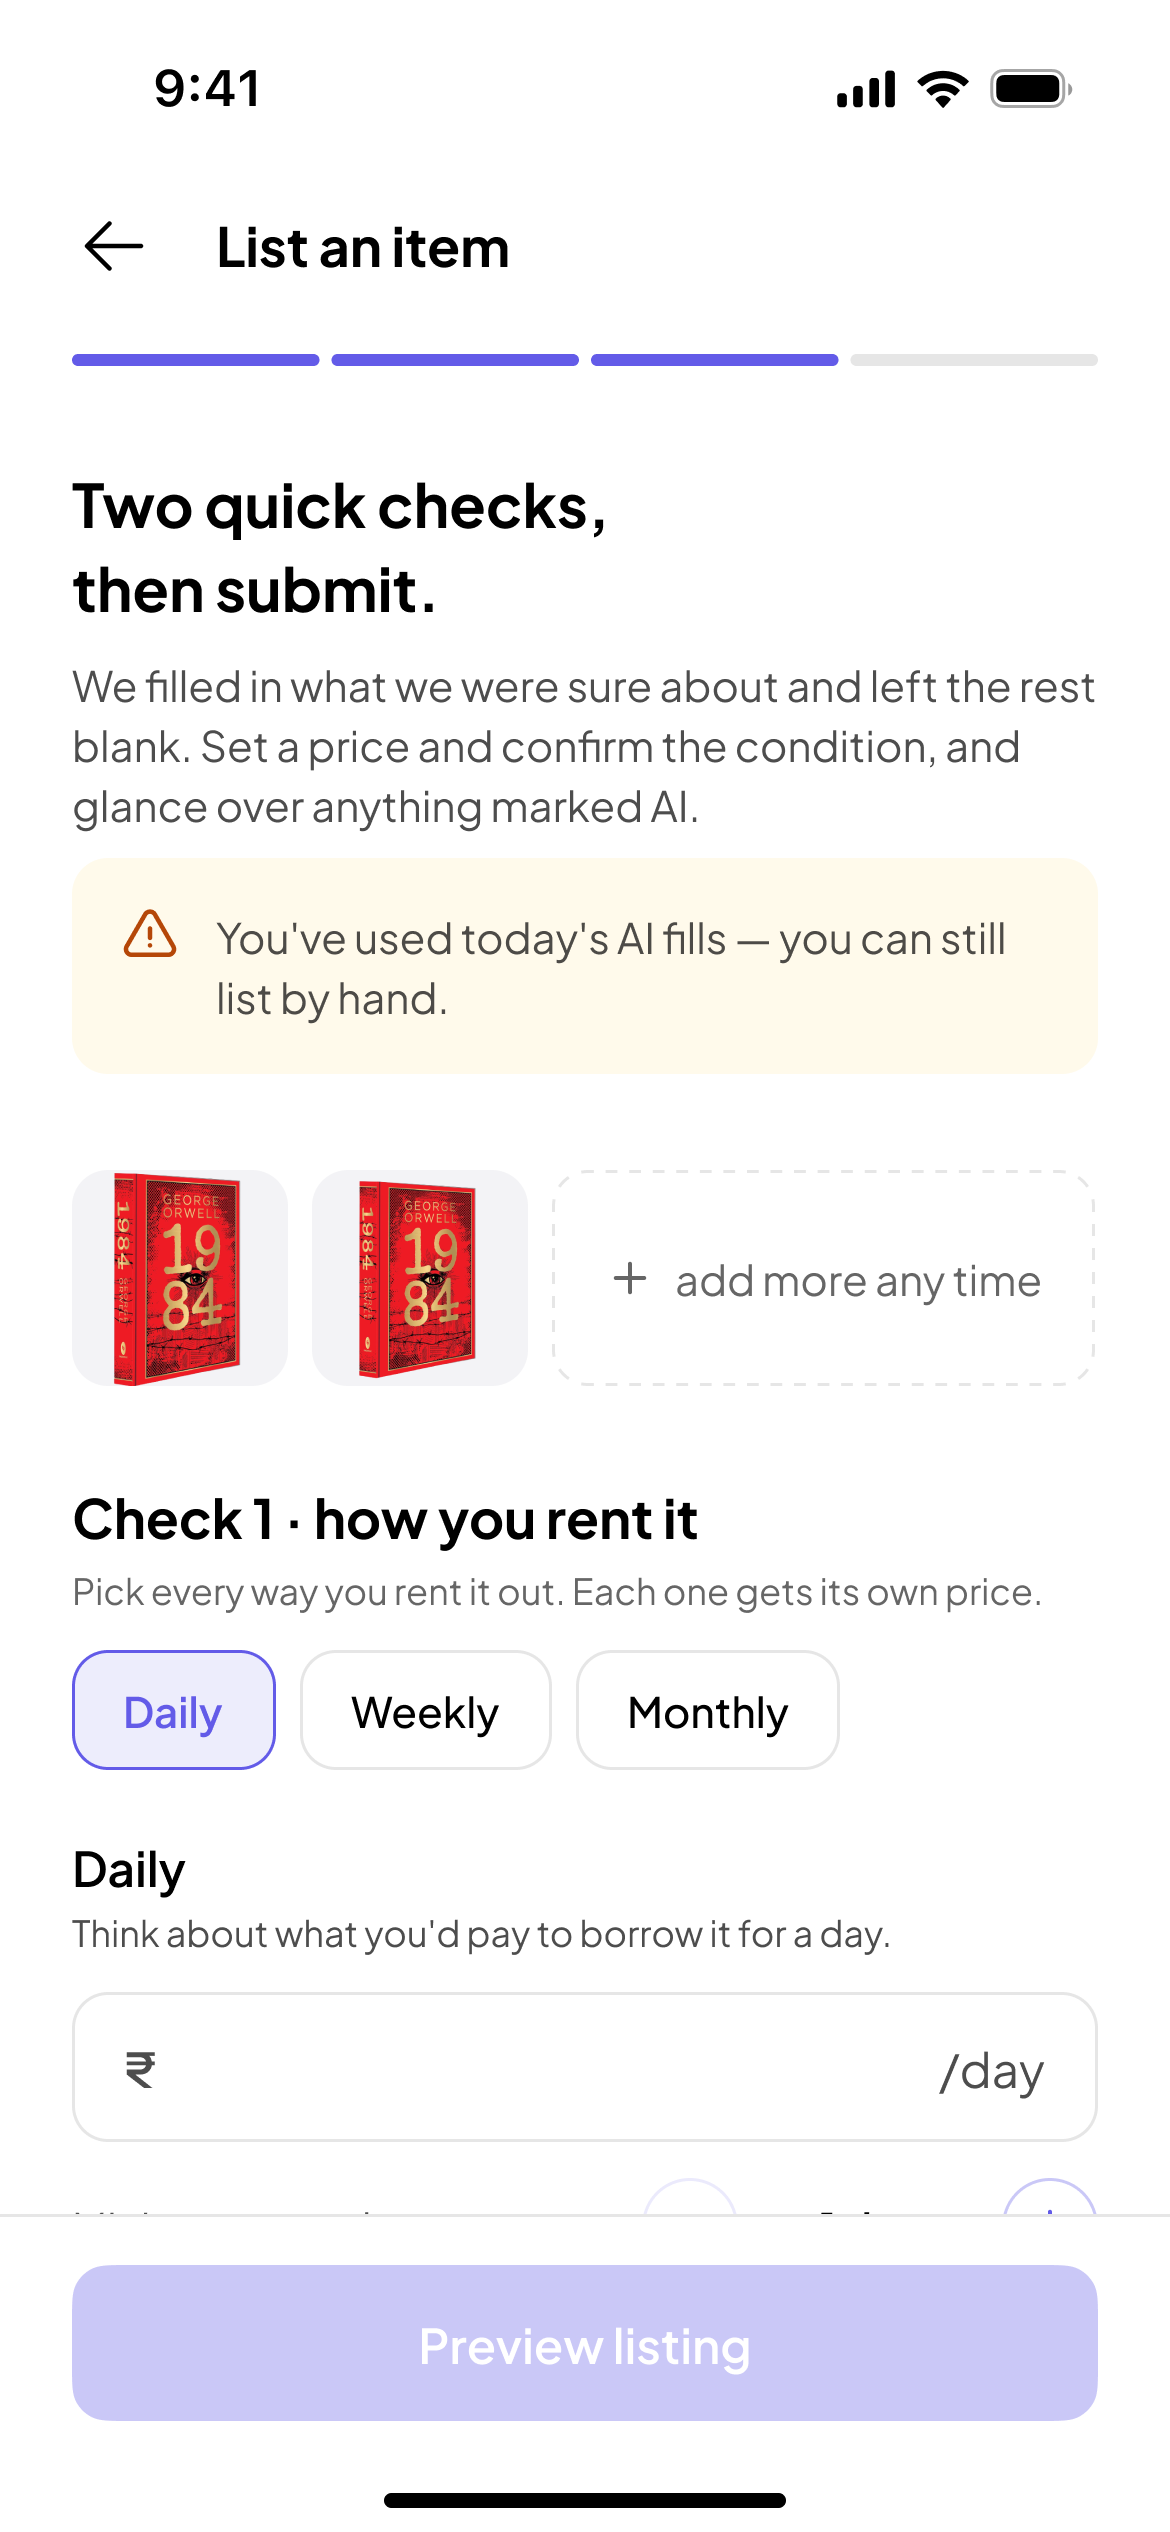 9:41
List an item
Two quick checks,
then submit.
We filled in what we were sure about and left the rest
blank. Set a price and confirm the condition, and
glance over anything marked AI.
You've used today's AI fills — you can still
list by hand.
1984
GEORGE
ORWELL
19
84
1984
GEORGE
ORWELL
19
84
+ add more any time
Check 1 · how you rent it
Pick every way you rent it out. Each one gets its own price.
Daily
Weekly
Monthly
Daily
Think about what you'd pay to borrow it for a day.
₹ /day
Preview listing